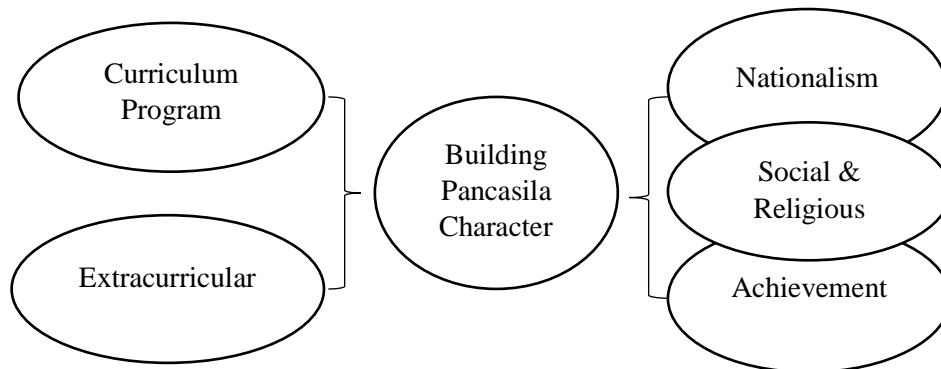 Curriculum
Program
Extracurricular
Building
Pancasila
Character
Nationalism
Social &
Religious
Achievement